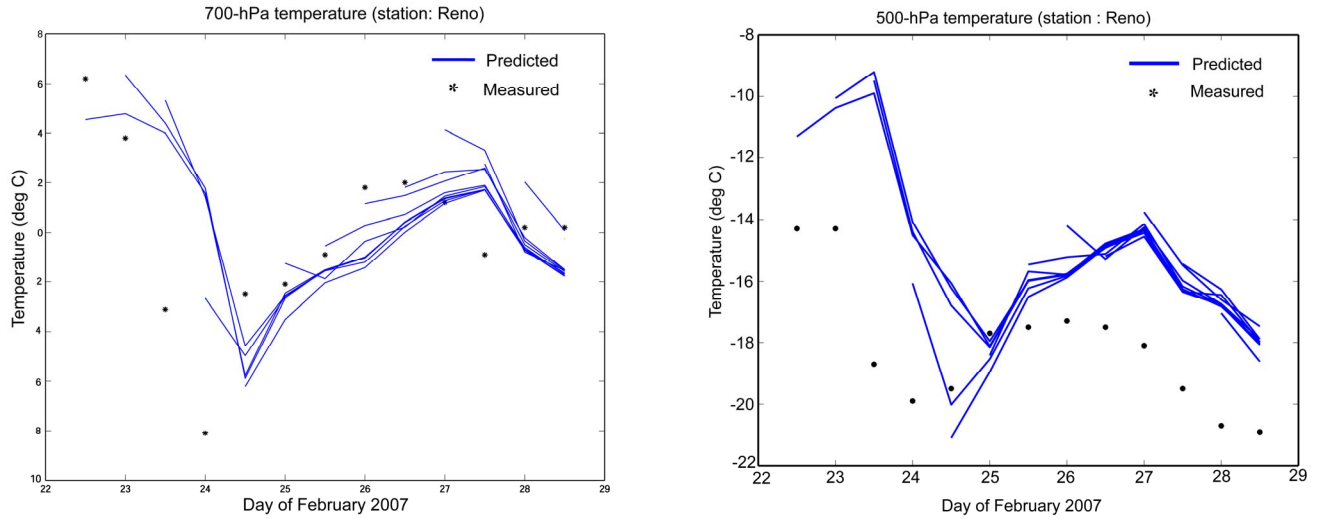 700-hPa temperature (station: Reno)
8
6
4
2
0
2
4
6
8
10
Temperature (deg C)
Predicted
* Measured
22 23 24 25 26 27 28 29
Day of February 2007
500-hPa temperature (station : Reno)
-8
-10
-12
-14
-16
-18
-20
-22
Temperature (deg C)
Predicted
* Measured
22 23 24 25 26 27 28 29
Day of February 2007